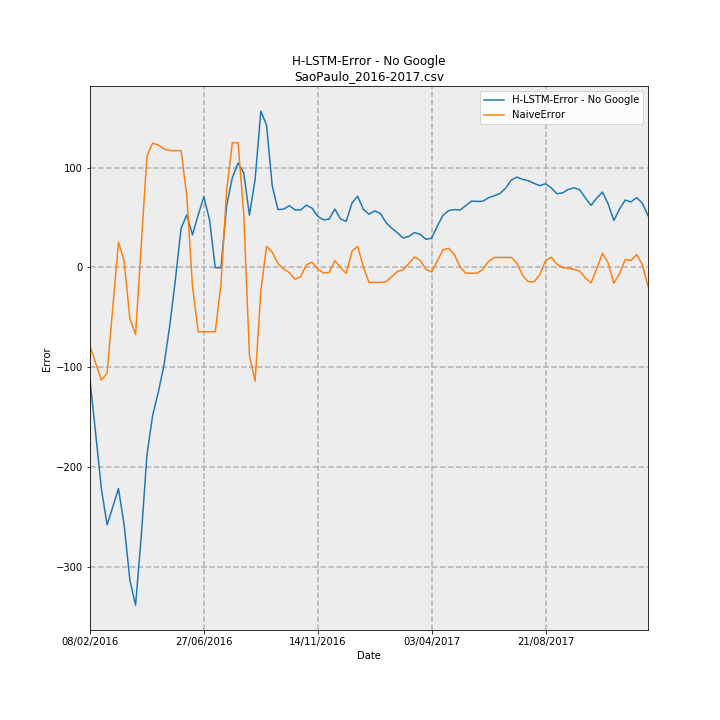 H-LSTM-Error - No Google
SaoPaulo_2016-2017.csv
H-LSTM-Error - No Google
NaiveError
Error
100
0
−100
−200
−300
08/02/2016
27/06/2016
14/11/2016
03/04/2017
21/08/2017
Date